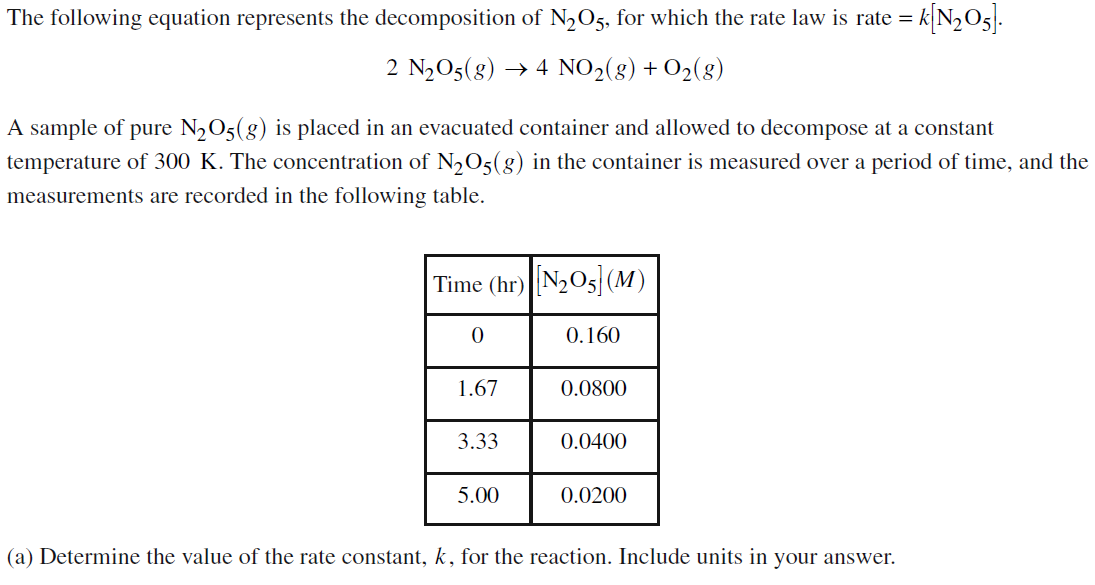 The following equation represents the decomposition of N₂O₅, for which the rate law is rate = k[N₂O₅].
2 N₂O₅(g) → 4 NO₂(g) + O₂(g)
A sample of pure N₂O₅(g) is placed in an evacuated container and allowed to decompose at a constant
temperature of 300 K. The concentration of N₂O₅(g) in the container is measured over a period of time, and the
measurements are recorded in the following table.
Time (hr) [N₂O₅](M)
0 0.160
1.67 0.0800
3.33 0.0400
5.00 0.0200
(a) Determine the value of the rate constant, k, for the reaction. Include units in your answer.